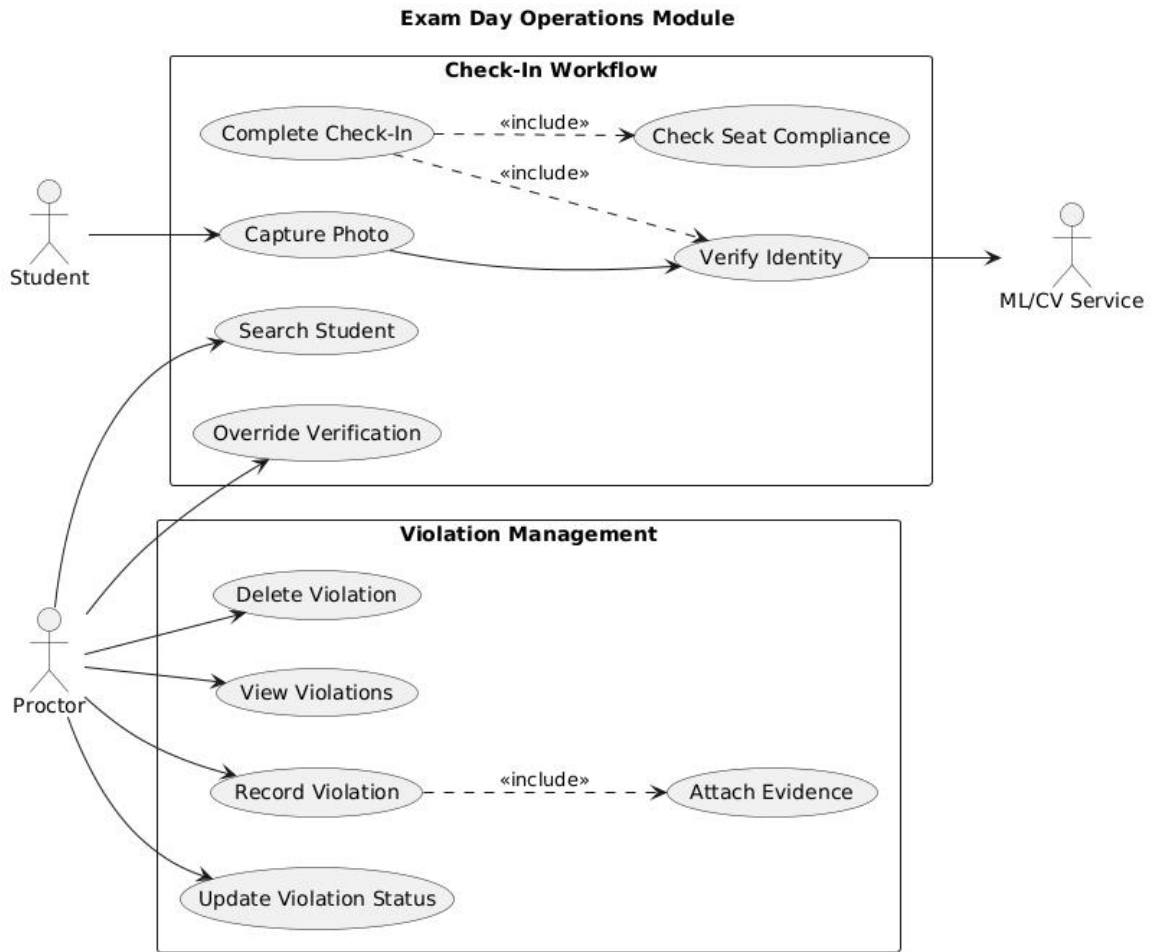 Exam Day Operations Module
Check-In Workflow
Complete Check-In
«include»
Check Seat Compliance
«include»
Student
Capture Photo
Verify Identity
ML/CV Service
Search Student
Override Verification
Violation Management
Delete Violation
Proctor
View Violations
Record Violation
«include»
Attach Evidence
Update Violation Status